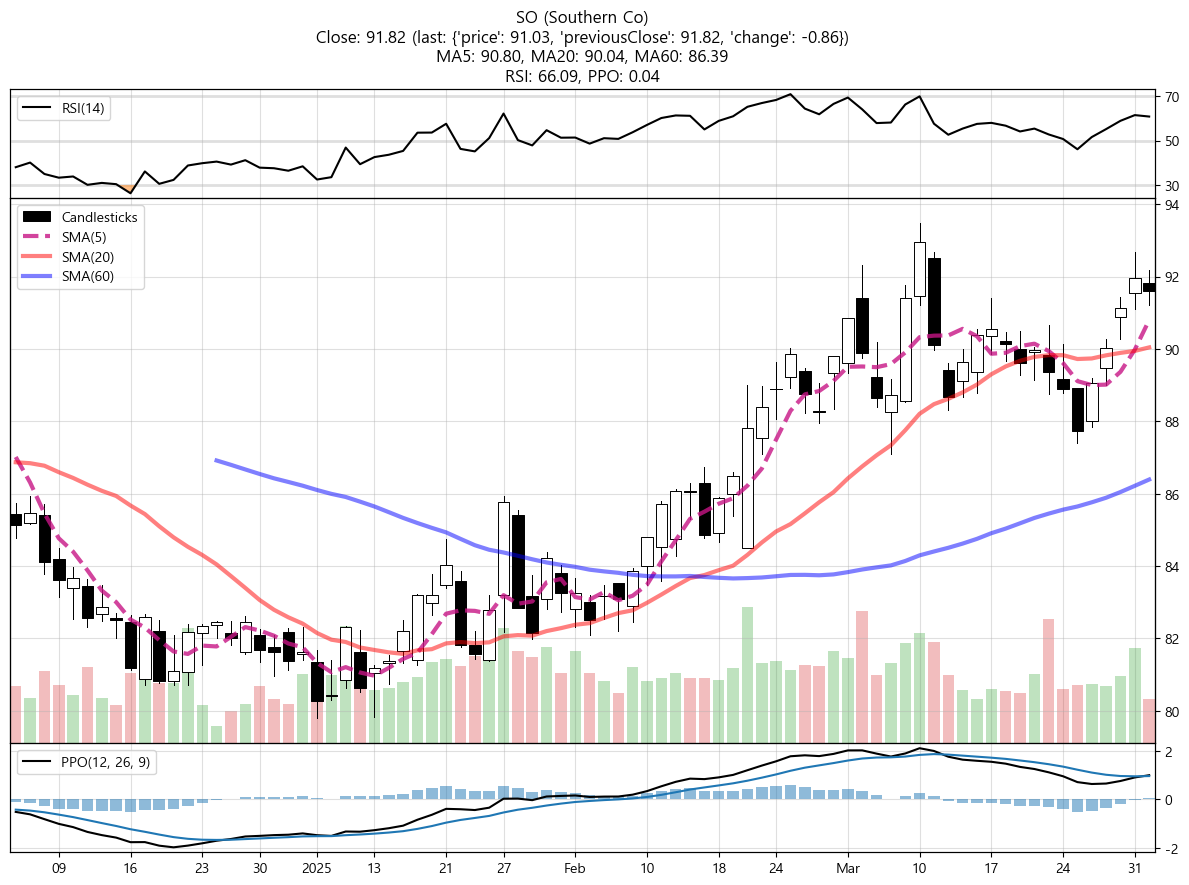 SO (Southern Co)
Close: 91.82 (last: {'price': 91.03, 'previousClose': 91.82, 'change': -0.86})
MA5: 90.80, MA20: 90.04, MA60: 86.39
RSI: 66.09, PPO: 0.04
RSI(14)
70
50
30
Candlesticks
SMA(5)
SMA(20)
SMA(60)
94
92
90
88
86
84
82
80
PPO(12, 26, 9)
2
0
-2
09 16 23 30 2025 13 21 27 Feb 10 18 24 Mar 10 17 24 31